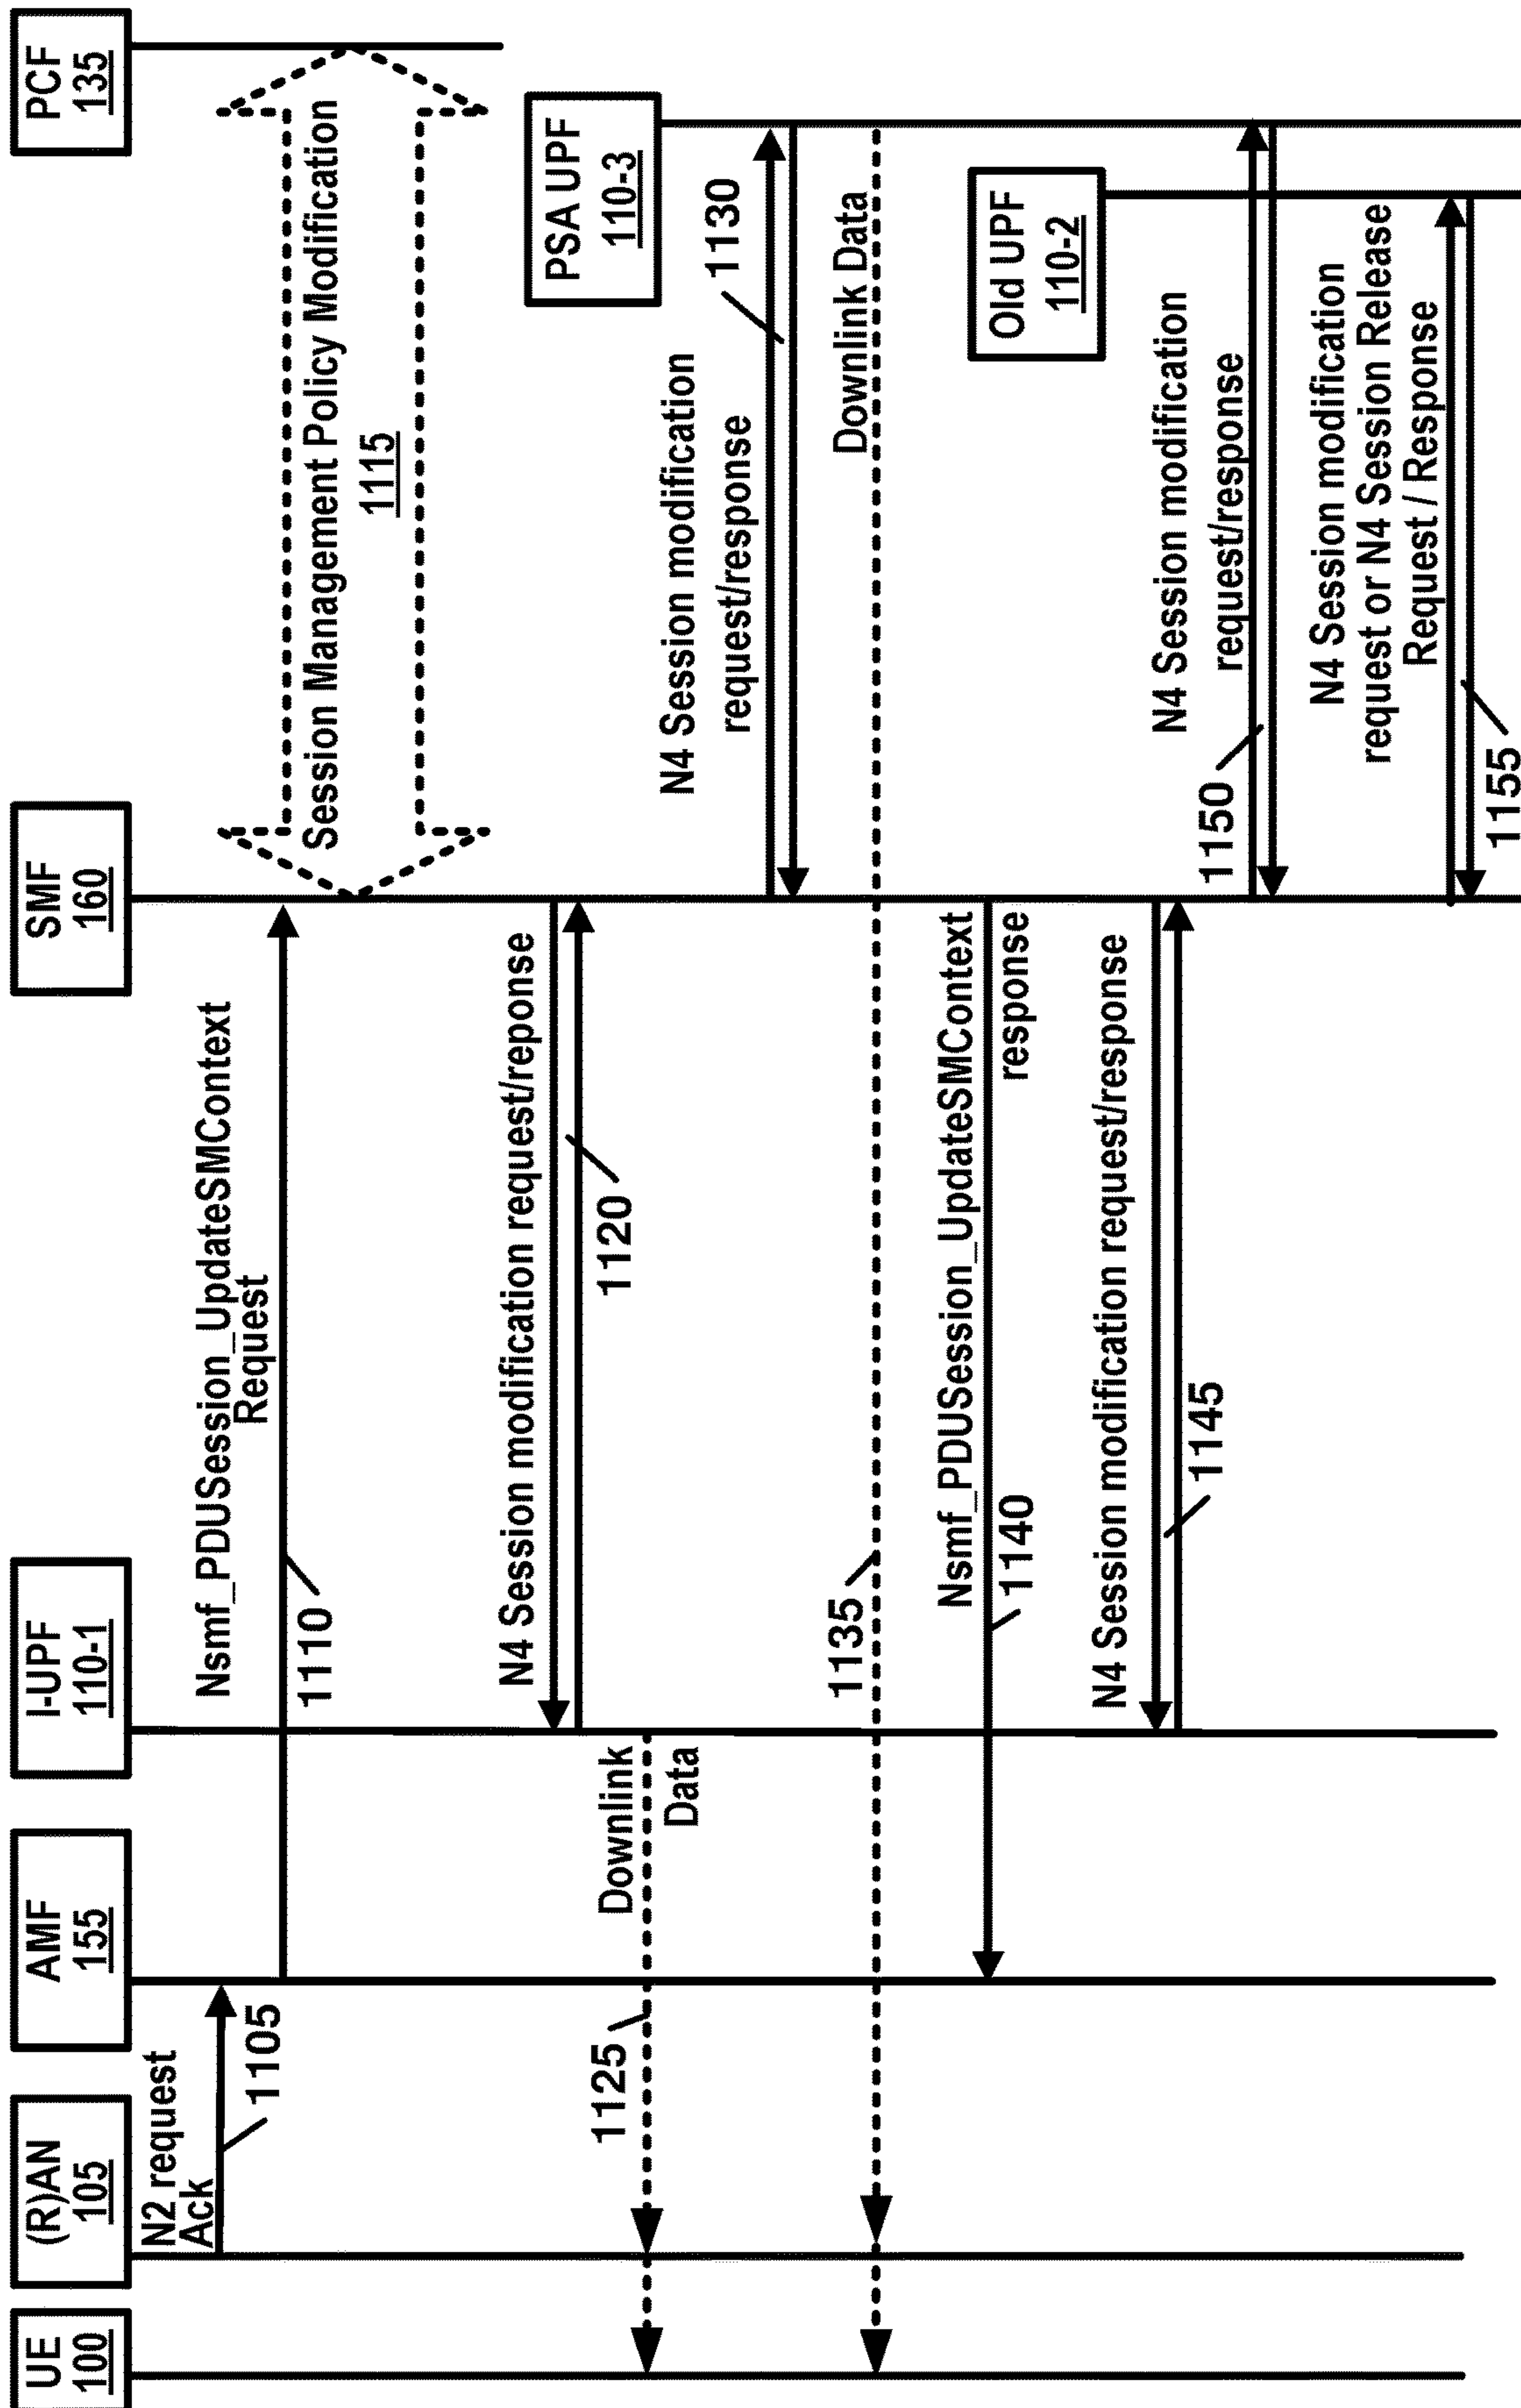 UE
100
(R)AN
105
AMF
155
I-UPF
110-1
SMF
160
PCF
135
N2 request
Ack
1105
Nsmf_PDUSession_UpdateSMContext
Request
1110
Session Management Policy Modification
1115
N4 Session modification request/reponse
1120
PSA UPF
110-3
Downlink
Data
1125
N4 Session modification
request/response
1130
Downlink Data
1135
Nsmf_PDUSession_UpdateSMContext
response
1140
Old UPF
110-2
N4 Session modification request/response
1145
N4 Session modification
request/response
1150
N4 Session modification
request or N4 Session Release
Request / Response
1155